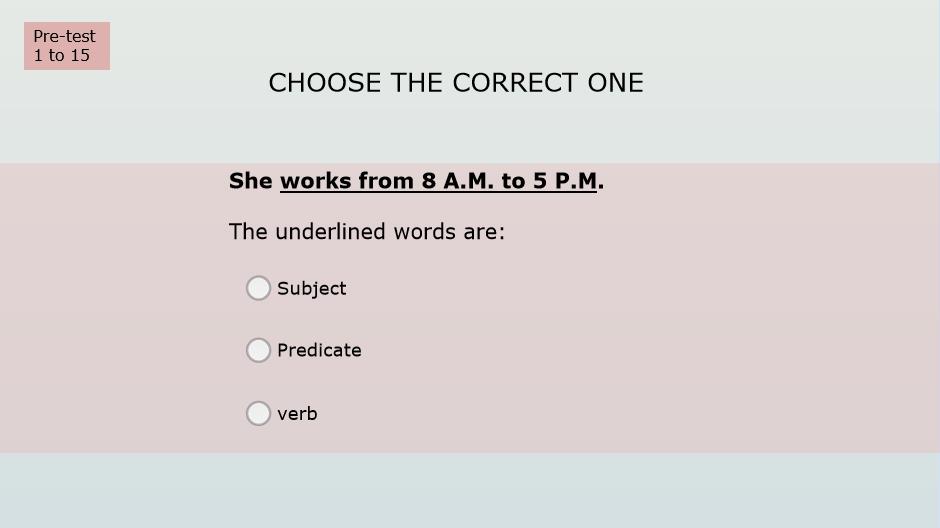 Pre-test
1 to 15
CHOOSE THE CORRECT ONE
She works from 8 A.M. to 5 P.M.
The underlined words are:
Subject
Predicate
verb